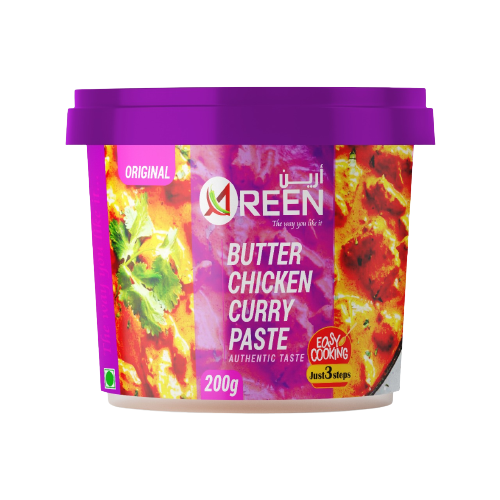 ORIGINAL
أرين
AREEN
The way you like it
BUTTER
CHICKEN
CURRY
PASTE
AUTHENTIC TASTE
200g
EASY
COOKING
Just 3 steps